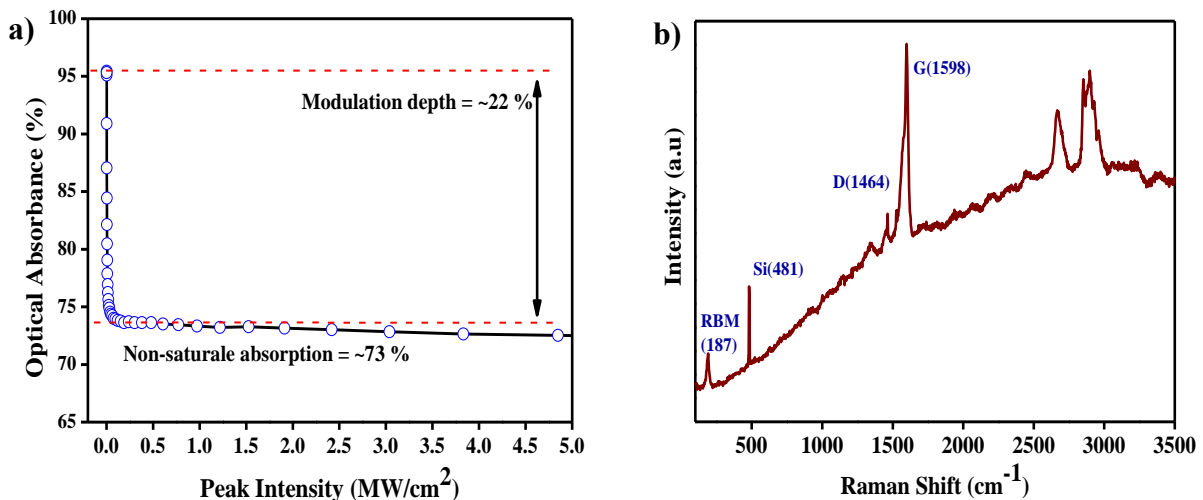 a)
Optical Absorbance (%)
100
95
90
85
80
75
70
65
Modulation depth = ~22 %
Non-saturale absorption = ~73 %
0.0 0.5 1.0 1.5 2.0 2.5 3.0 3.5 4.0 4.5 5.0
Peak Intensity (MW/cm2)
b)
Intensity (a.u)
G(1598)
D(1464)
Si(481)
RBM
(187)
500 1000 1500 2000 2500 3000 3500
Raman Shift (cm-1)